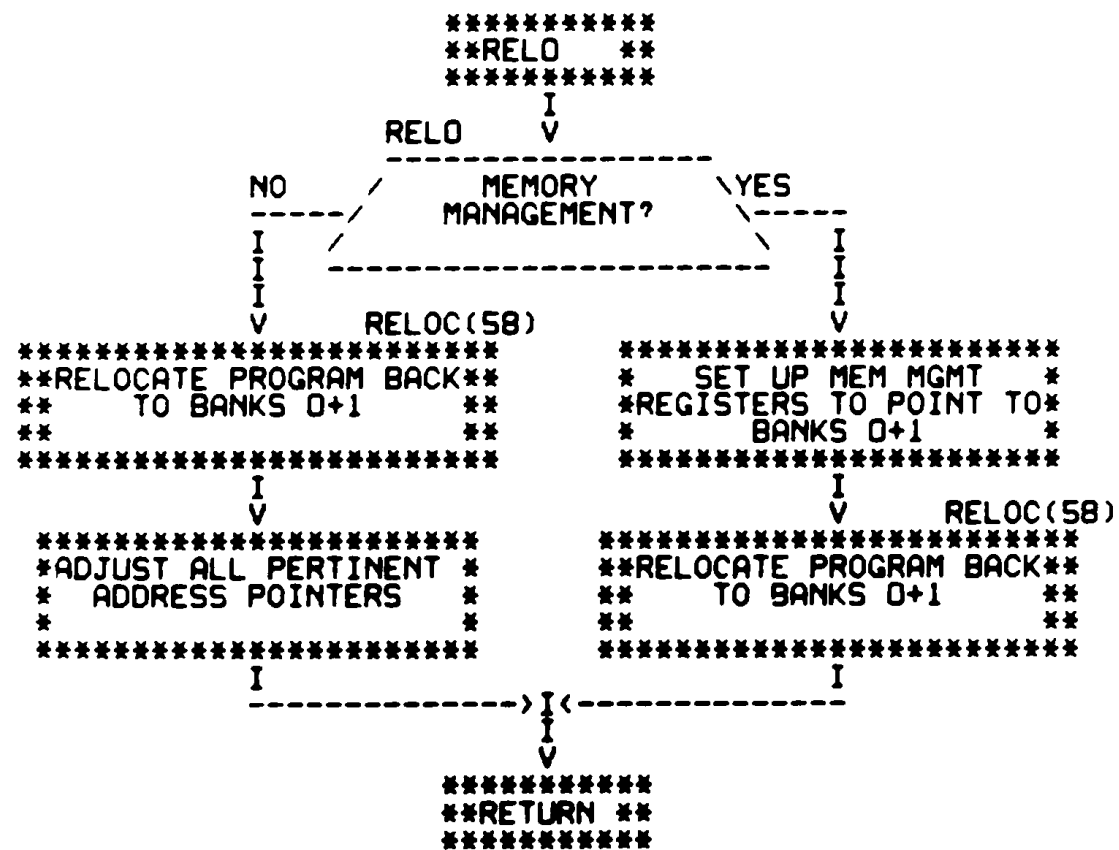 ***********
**RELO   **
***********
I
RELO     V
-----------------
NO    /     MEMORY      \YES
-----/    MANAGEMENT?    \-----
I   /                      \   I
I  -----------------------     I
I                              I
V     RELOC(58)                V
*************************       ***********************
**RELOCATE PROGRAM BACK**       *   SET UP MEM MGMT   *
**    TO BANKS 0+1     **       *REGISTERS TO POINT TO*
**                     **       *      BANKS 0+1      *
*************************       ***********************
I                              I
V                              V     RELOC(58)
***********************       *************************
*ADJUST ALL PERTINENT *       **RELOCATE PROGRAM BACK**
*  ADDRESS POINTERS   *       **    TO BANKS 0+1     **
*                     *       **                     **
***********************       *************************
I                              I
-------------->I<--------------
I
V
***********
**RETURN **
***********